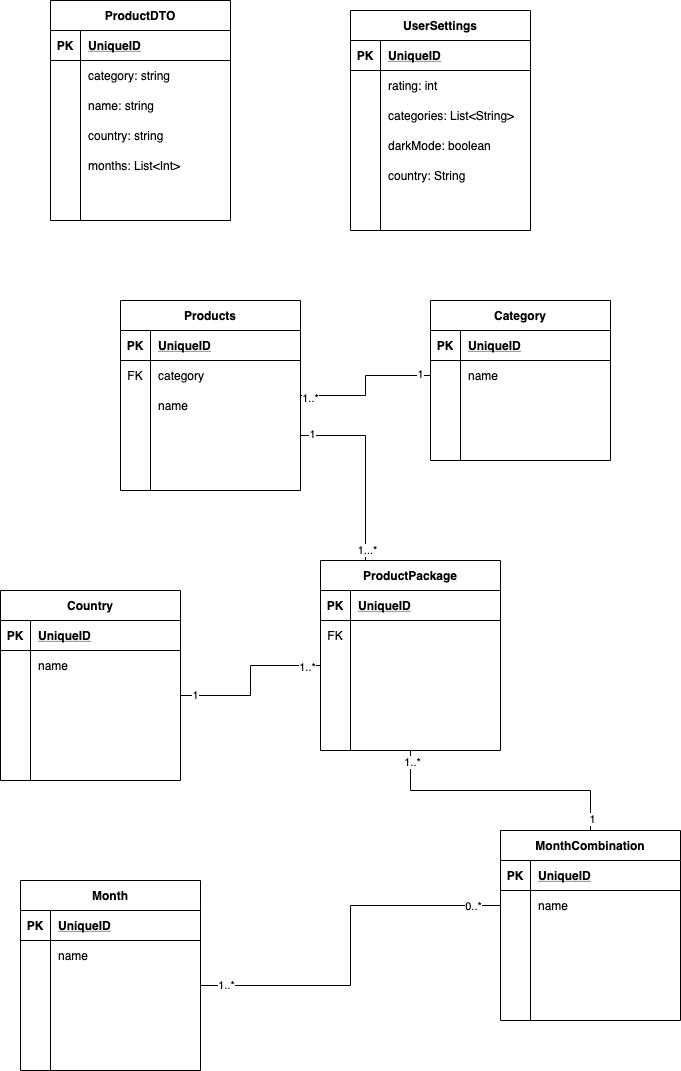 ProductDTO
PK UniqueID
category: string
name: string
country: string
months: List<Int>
UserSettings
PK UniqueID
rating: int
categories: List<String>
darkMode: boolean
country: String
Products
PK UniqueID
FK category
name
Category
PK UniqueID
name
1
1..*
1
1...*
ProductPackage
PK UniqueID
FK
Country
PK UniqueID
name
1..*
1
1..*
1
MonthCombination
PK UniqueID
name
Month
PK UniqueID
name
0..*
1..*